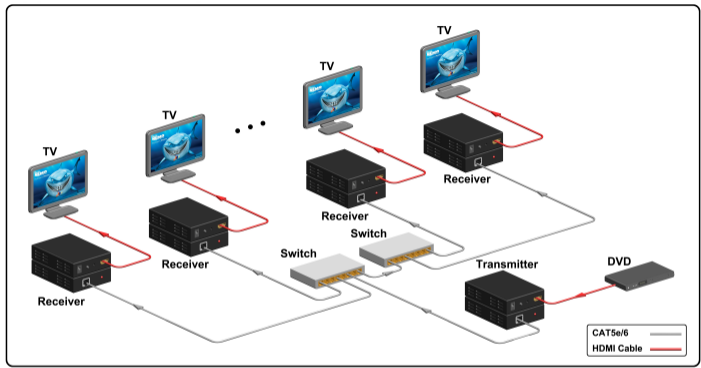 TV
TV
TV
TV
Receiver
Receiver
Receiver
Receiver
Switch
Switch
Transmitter
DVD
CAT5e/6
HDMI Cable